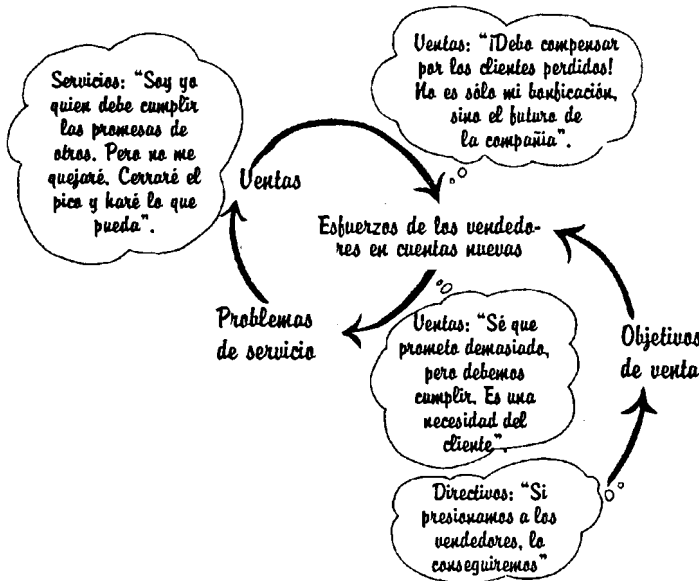 Servicios: "Soy yo
quien debe cumplir
las promesas de
otros. Pero no me
quejaré. Cerraré el
pico y haré lo que
pueda".
Ventas: "¡Debo compensar
por los clientes perdidos!
No es sólo mi bonificación,
sino el futuro de
la compañía".
Ventas
Esfuerzos de los vendedo-
res en cuentas nuevas
Problemas
de servicio
Ventas: "Sé que
prometo demasiado,
pero debemos
cumplir. Es una
necesidad del
cliente".
Objetivos
de venta
Directivos: "Si
presionamos a los
vendedores, lo
conseguiremos"